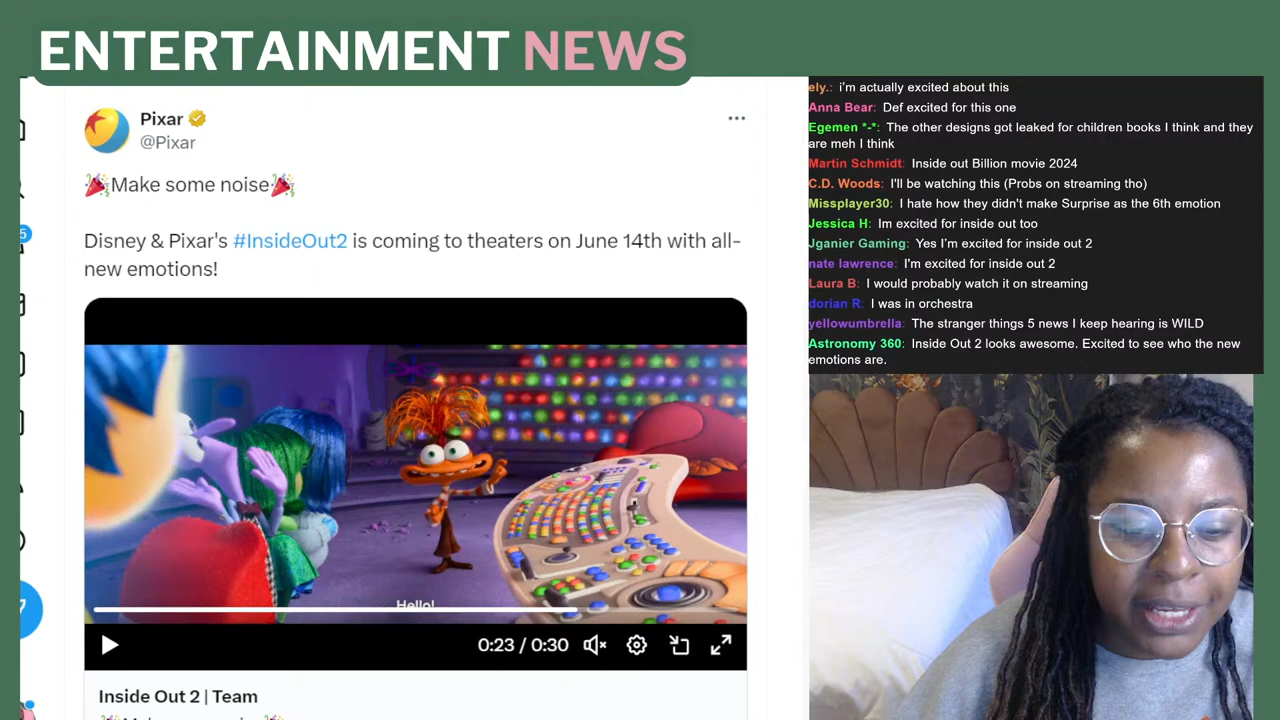 ENTERTAINMENT NEWS
Pixar
@Pixar
🎉Make some noise🎉
Disney & Pixar's #InsideOut2 is coming to theaters on June 14th with all-
new emotions!
Hello!
0:23 / 0:30
Inside Out 2 | Team
ely.: i'm actually excited about this
Anna Bear: Def excited for this one
Egemen *-*: The other designs got leaked for children books I think and they
are meh I think
Martin Schmidt: Inside out Billion movie 2024
C.D. Woods: I'll be watching this (Probs on streaming tho)
Missplayer30: I hate how they didn't make Surprise as the 6th emotion
Jessica H: Im excited for inside out too
Jganier Gaming: Yes I'm excited for inside out 2
nate lawrence: I'm excited for inside out 2
Laura B: I would probably watch it on streaming
dorian R: I was in orchestra
yellowumbrella: The stranger things 5 news I keep hearing is WILD
Astronomy 360: Inside Out 2 looks awesome. Excited to see who the new
emotions are.